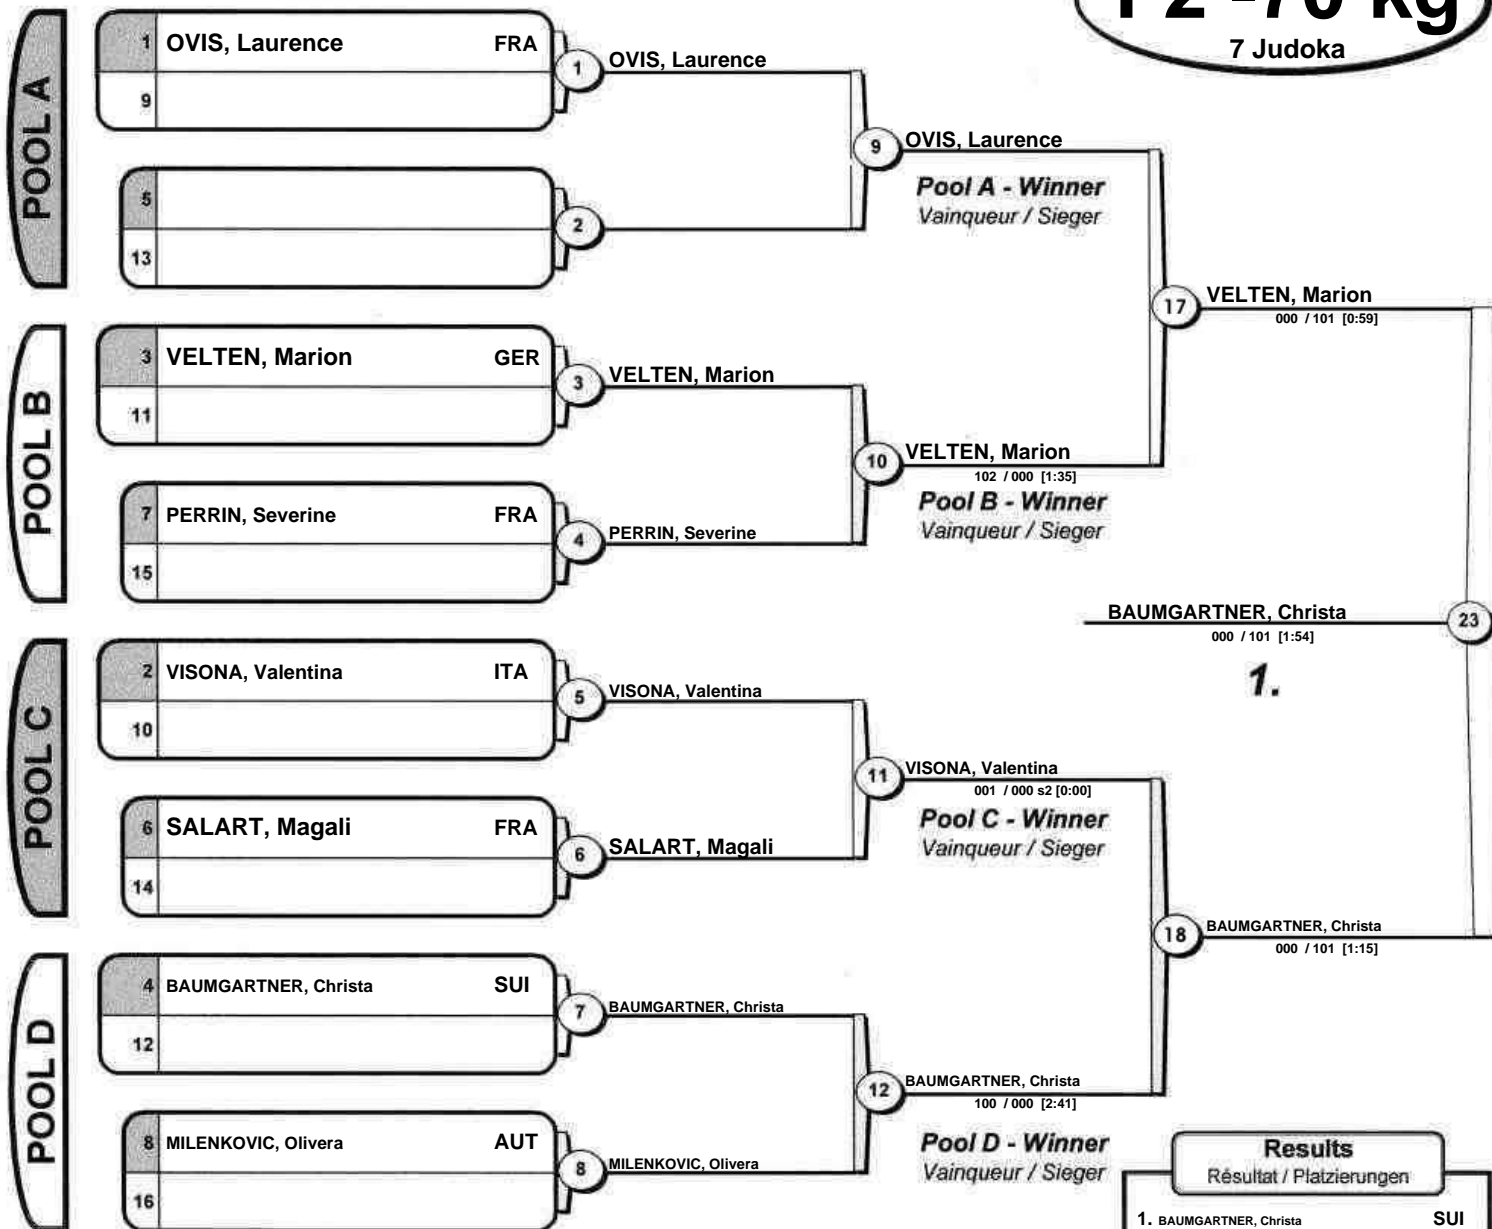 F2 -70 kg
7 Judoka
POOL A
1 OVIS, Laurence FRA
9
1
OVIS, Laurence
5
13
2
9
OVIS, Laurence
Pool A - Winner
Vainqueur / Sieger
POOL B
3 VELTEN, Marion GER
11
3
VELTEN, Marion
7 PERRIN, Severine FRA
15
4
PERRIN, Severine
10
VELTEN, Marion
102 / 000 [1:35]
Pool B - Winner
Vainqueur / Sieger
17
VELTEN, Marion
000 / 101 [0:59]
BAUMGARTNER, Christa
000 / 101 [1:54]
1.
23
POOL C
2 VISONA, Valentina ITA
10
5
VISONA, Valentina
6 SALART, Magali FRA
14
6
SALART, Magali
11
VISONA, Valentina
001 / 000 s2 [0:00]
Pool C - Winner
Vainqueur / Sieger
18
BAUMGARTNER, Christa
000 / 101 [1:15]
POOL D
4 BAUMGARTNER, Christa SUI
12
7
BAUMGARTNER, Christa
8 MILENKOVIC, Olivera AUT
16
8
MILENKOVIC, Olivera
12
BAUMGARTNER, Christa
100 / 000 [2:41]
Pool D - Winner
Vainqueur / Sieger
Results
Résultat / Platzierungen
1. BAUMGARTNER, Christa SUI